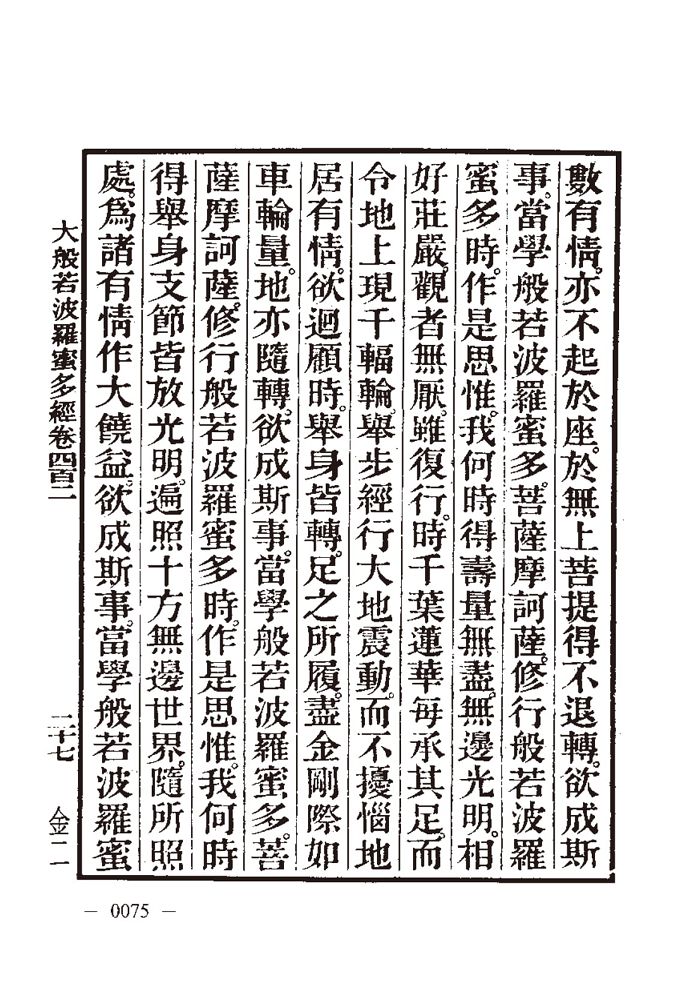 數有情。亦不起於座。於無上菩提得不退轉。欲成斯
事。當學般若波羅蜜多。菩薩摩訶薩。修行般若波羅
蜜多時。作是思惟。我何時得壽量無盡。無邊光明。相
好莊嚴。觀者無厭。雖復行。時千葉蓮華每承其足。而
令地上現千輻輪。舉步經行大地震動。而不擾惱地
居有情。欲迴顧時。舉身皆轉。足之所履。盡金剛際如
車輪量。地亦隨轉。欲成斯事。當學般若波羅蜜多。菩
薩摩訶薩。修行般若波羅蜜多時。作是思惟。我何時
得舉身支節皆放光明。遍照十方無邊世界。隨所照
處。為諸有情作大饒益。欲成斯事。當學般若波羅蜜
大般若波羅蜜多經卷四百二 二十七 金二
— 0075 —